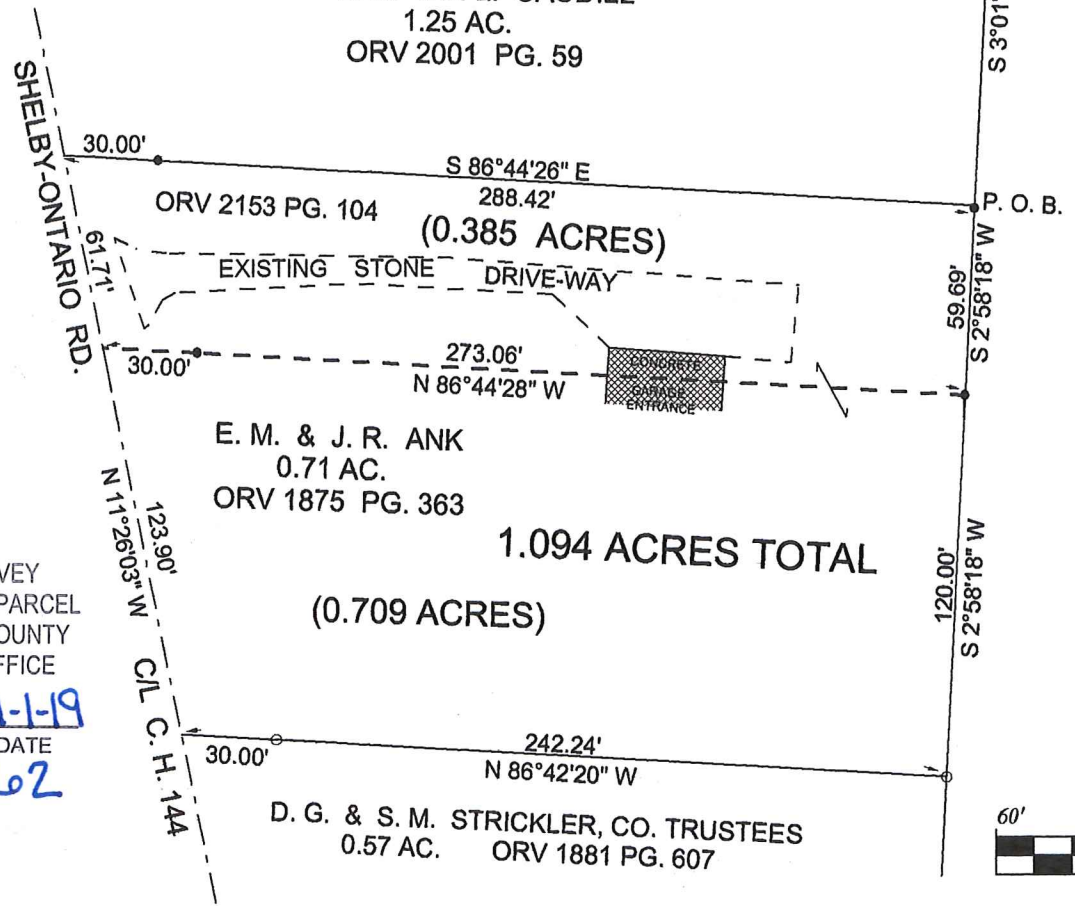 1.25 AC.
ORV 2001 PG. 59
S 3°01'
SHELBY-ONTARIO RD.
30.00'
S 86°44'26" E
288.42'
P. O. B.
ORV 2153 PG. 104
(0.385 ACRES)
61.71'
EXISTING STONE DRIVE-WAY
59.69'
S 2°58'18" W
30.00'
273.06'
N 86°44'28" W
CONCRETE
GARAGE
ENTRANCE
E. M. & J. R. ANK
0.71 AC.
ORV 1875 PG. 363
N 11°26'03" W
123.90'
1.094 ACRES TOTAL
(0.709 ACRES)
120.00'
S 2°58'18" W
VEY
PARCEL
OUNTY
FFICE
1-1-19
DATE
62
C/L C. H. 144
30.00'
242.24'
N 86°42'20" W
D. G. & S. M. STRICKLER, CO. TRUSTEES
0.57 AC. ORV 1881 PG. 607
60'